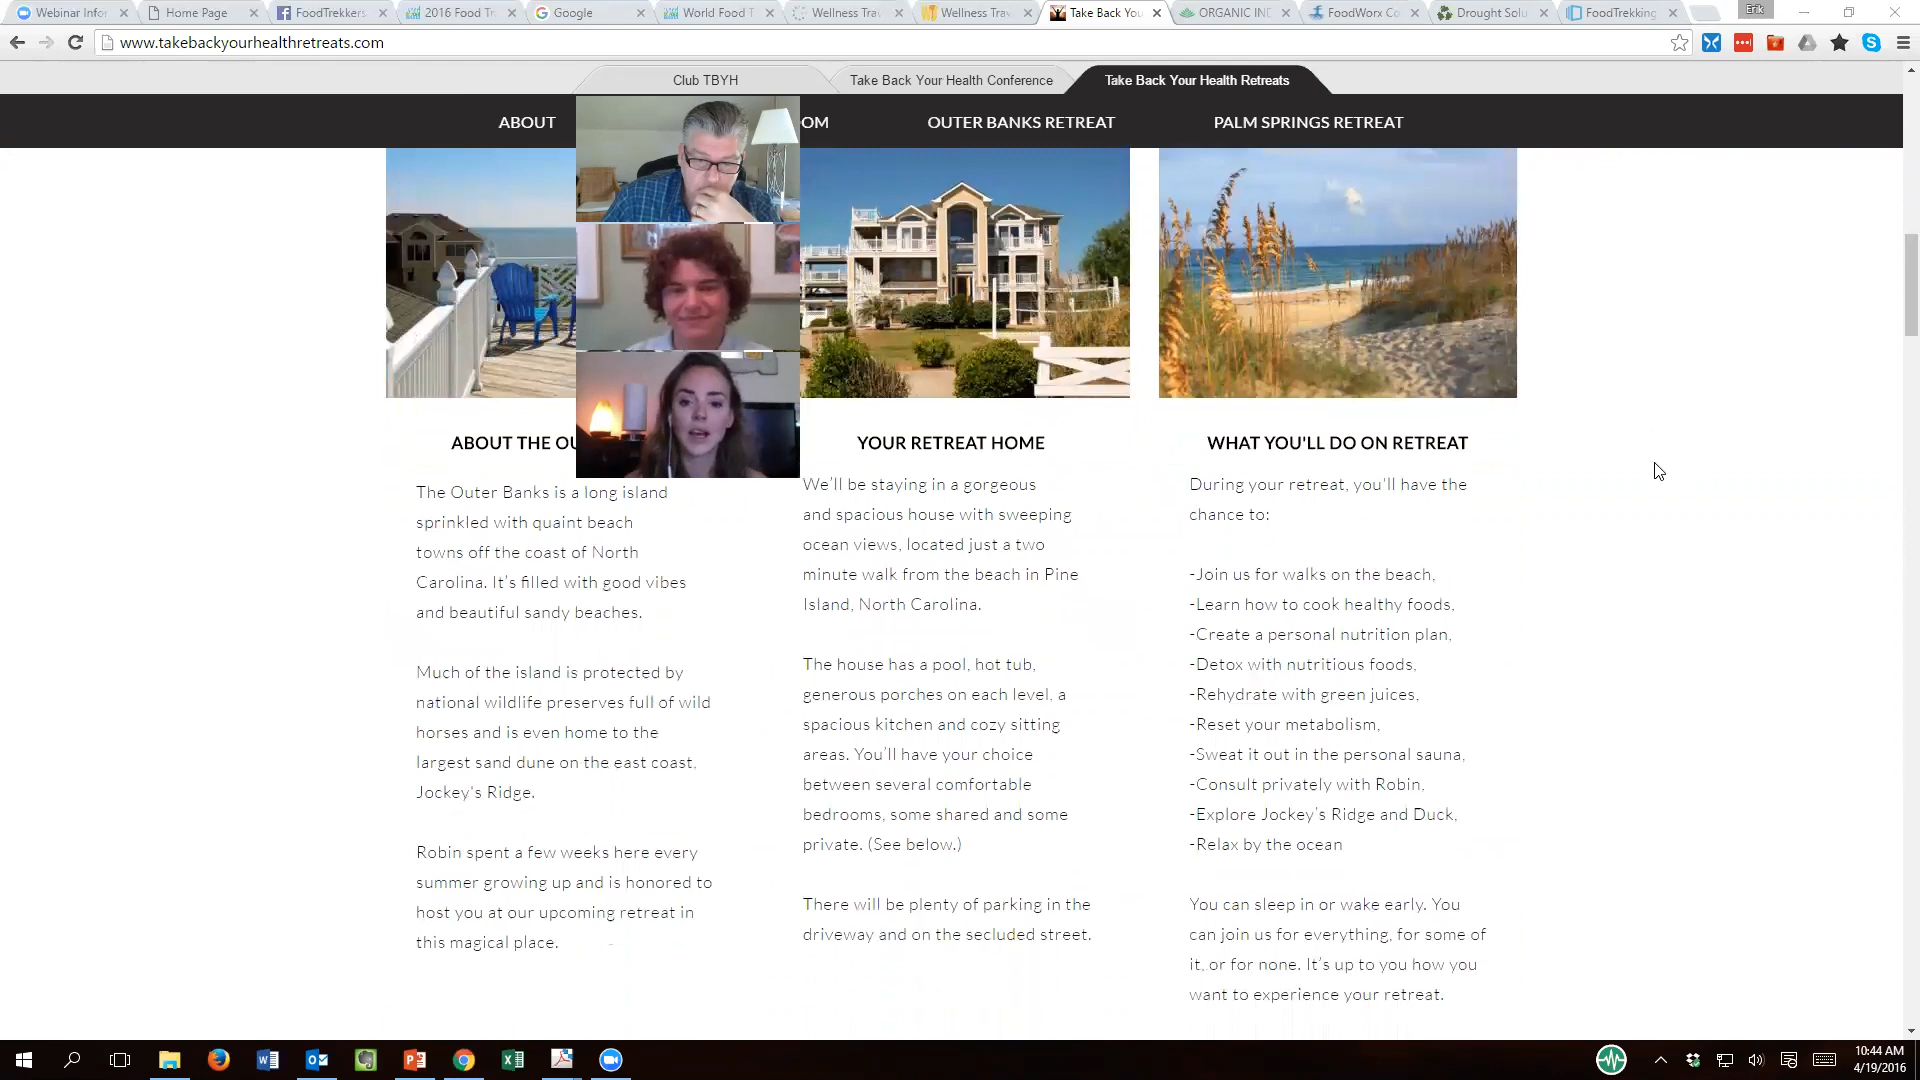 Webinar Infor
Home Page
FoodTrekkers
2016 Food Tr
Google
World Food T
Wellness Trav
Wellness Trav
Take Back You
ORGANIC IND
FoodWorx Co
Drought Solu
FoodTrekking
Erik
www.takebackyourhealthretreats.com
Club TBYH
Take Back Your Health Conference
Take Back Your Health Retreats
ABOUT
OM
OUTER BANKS RETREAT
PALM SPRINGS RETREAT
ABOUT THE OU
The Outer Banks is a long island
sprinkled with quaint beach
towns off the coast of North
Carolina. It's filled with good vibes
and beautiful sandy beaches.
Much of the island is protected by
national wildlife preserves full of wild
horses and is even home to the
largest sand dune on the east coast,
Jockey's Ridge.
Robin spent a few weeks here every
summer growing up and is honored to
host you at our upcoming retreat in
this magical place.
YOUR RETREAT HOME
We'll be staying in a gorgeous
and spacious house with sweeping
ocean views, located just a two
minute walk from the beach in Pine
Island, North Carolina.
The house has a pool, hot tub,
generous porches on each level, a
spacious kitchen and cozy sitting
areas. You'll have your choice
between several comfortable
bedrooms, some shared and some
private. (See below.)
There will be plenty of parking in the
driveway and on the secluded street.
WHAT YOU'LL DO ON RETREAT
During your retreat, you'll have the
chance to:
-Join us for walks on the beach,
-Learn how to cook healthy foods,
-Create a personal nutrition plan,
-Detox with nutritious foods,
-Rehydrate with green juices,
-Reset your metabolism,
-Sweat it out in the personal sauna,
-Consult privately with Robin,
-Explore Jockey's Ridge and Duck,
-Relax by the ocean
You can sleep in or wake early. You
can join us for everything, for some of
it, or for none. It's up to you how you
want to experience your retreat.
10:44 AM
4/19/2016